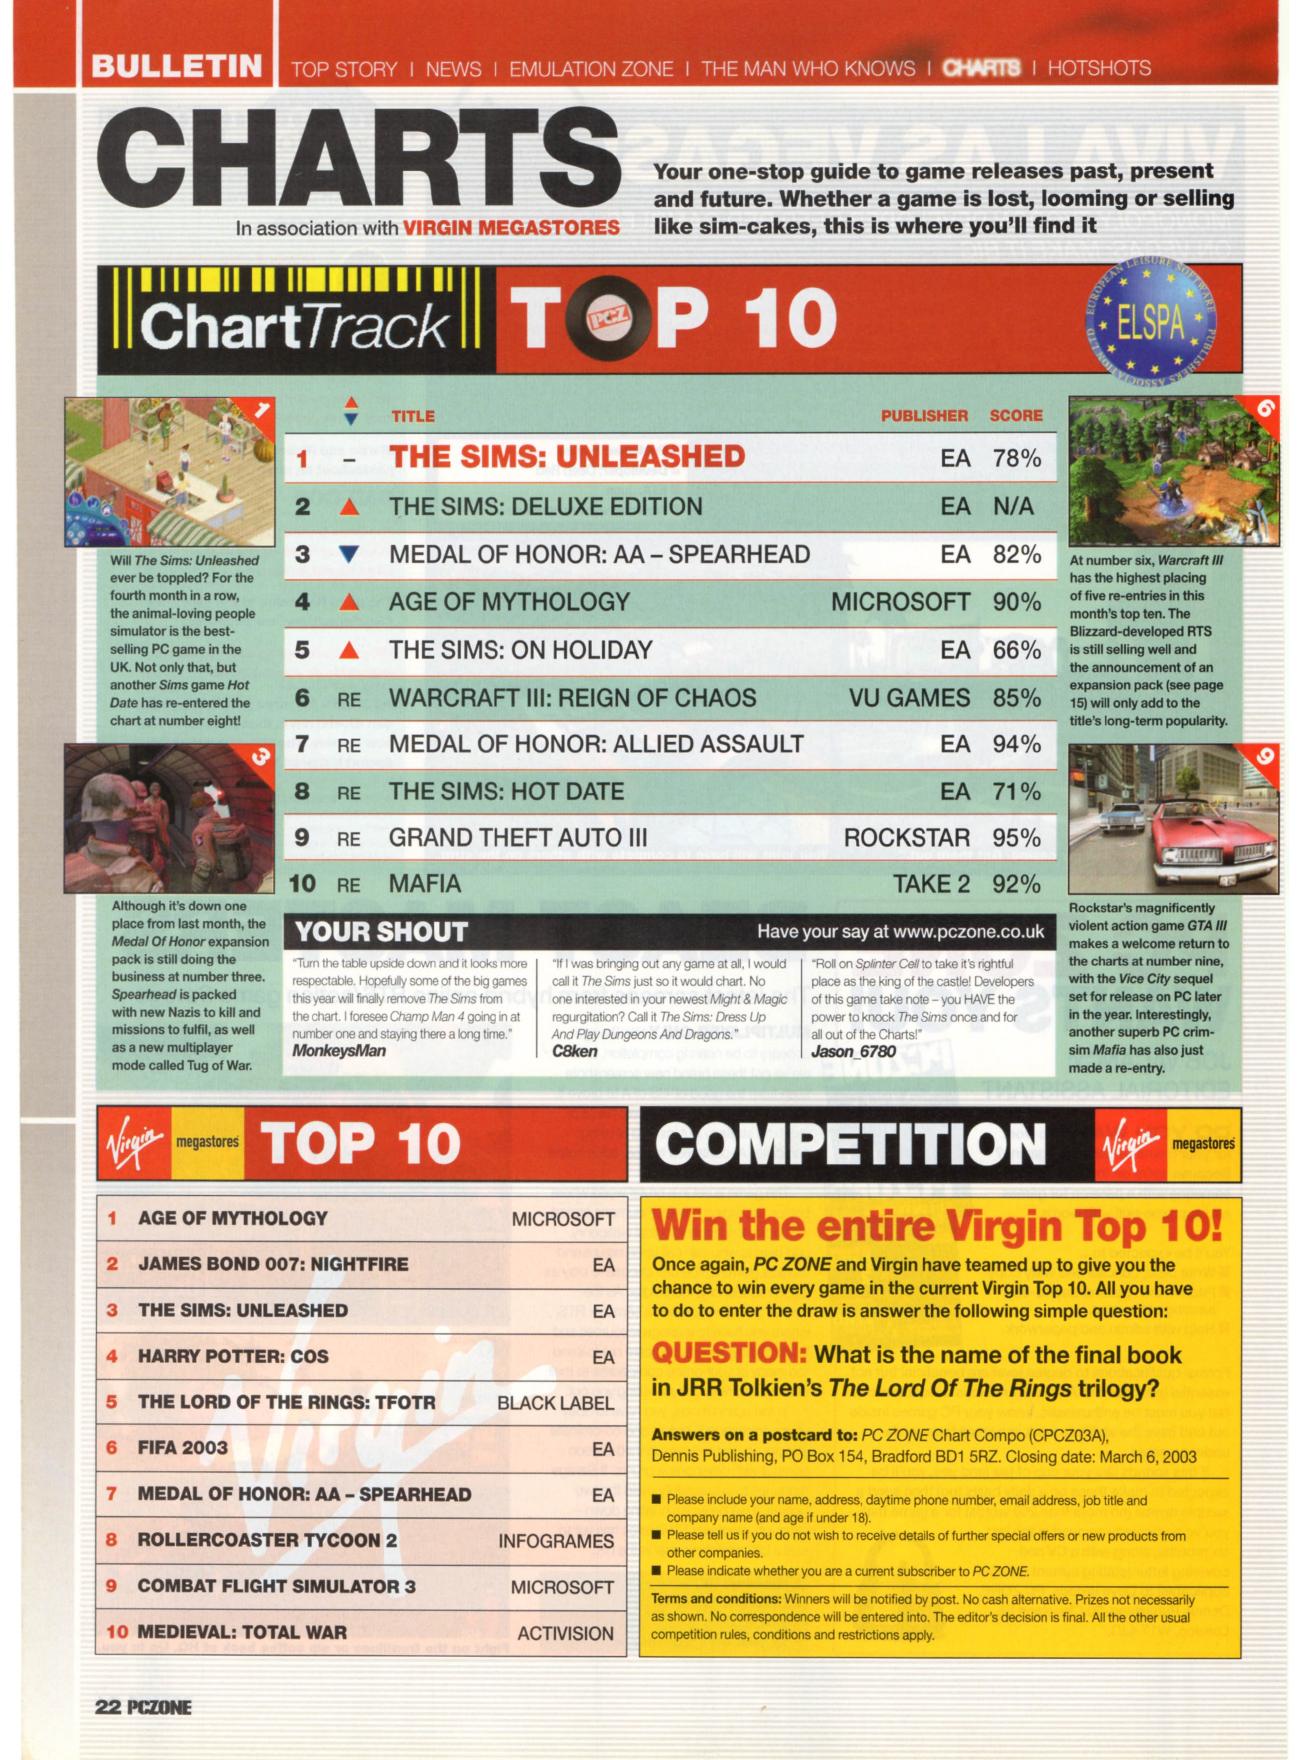 BULLETIN
TOP STORY | NEWS | EMULATION ZONE | THE MAN WHO KNOWS | CHARTS | HOTSHOTS
CHARTS
In association with VIRGIN MEGASTORES
Your one-stop guide to game releases past, present
and future. Whether a game is lost, looming or selling
like sim-cakes, this is where you'll find it
ChartTrack
TOP 10
PCZ
EUROPEAN LEISURE SOFTWARE PUBLISHERS ASSOCIATION LTD
ELSPA
1
Will The Sims: Unleashed
ever be toppled? For the
fourth month in a row,
the animal-loving people
simulator is the best-
selling PC game in the
UK. Not only that, but
another Sims game Hot
Date has re-entered the
chart at number eight!
3
Although it's down one
place from last month, the
Medal Of Honor expansion
pack is still doing the
business at number three.
Spearhead is packed
with new Nazis to kill and
missions to fulfil, as well
as a new multiplayer
mode called Tug of War.
TITLE PUBLISHER SCORE
1 – THE SIMS: UNLEASHED EA 78%
2 ▲ THE SIMS: DELUXE EDITION EA N/A
3 ▼ MEDAL OF HONOR: AA – SPEARHEAD EA 82%
4 ▲ AGE OF MYTHOLOGY MICROSOFT 90%
5 ▲ THE SIMS: ON HOLIDAY EA 66%
6 RE WARCRAFT III: REIGN OF CHAOS VU GAMES 85%
7 RE MEDAL OF HONOR: ALLIED ASSAULT EA 94%
8 RE THE SIMS: HOT DATE EA 71%
9 RE GRAND THEFT AUTO III ROCKSTAR 95%
10 RE MAFIA TAKE 2 92%
YOUR SHOUT
Have your say at www.pczone.co.uk
"Turn the table upside down and it looks more
respectable. Hopefully some of the big games
this year will finally remove The Sims from
the chart. I foresee Champ Man 4 going in at
number one and staying there a long time."
MonkeysMan
"If I was bringing out any game at all, I would
call it The Sims just so it would chart. No
one interested in your newest Might & Magic
regurgitation? Call it The Sims: Dress Up
And Play Dungeons And Dragons."
C8ken
"Roll on Splinter Cell to take it's rightful
place as the king of the castle! Developers
of this game take note – you HAVE the
power to knock The Sims once and for
all out of the Charts!"
Jason_6780
6
At number six, Warcraft III
has the highest placing
of five re-entries in this
month's top ten. The
Blizzard-developed RTS
is still selling well and
the announcement of an
expansion pack (see page
15) will only add to the
title's long-term popularity.
9
Rockstar's magnificently
violent action game GTA III
makes a welcome return to
the charts at number nine,
with the Vice City sequel
set for release on PC later
in the year. Interestingly,
another superb PC crim-
sim Mafia has also just
made a re-entry.
Virgin megastores TOP 10
1 AGE OF MYTHOLOGY MICROSOFT
2 JAMES BOND 007: NIGHTFIRE EA
3 THE SIMS: UNLEASHED EA
4 HARRY POTTER: COS EA
5 THE LORD OF THE RINGS: TFOTR BLACK LABEL
6 FIFA 2003 EA
7 MEDAL OF HONOR: AA – SPEARHEAD EA
8 ROLLERCOASTER TYCOON 2 INFOGRAMES
9 COMBAT FLIGHT SIMULATOR 3 MICROSOFT
10 MEDIEVAL: TOTAL WAR ACTIVISION
Virgin
COMPETITION Virgin megastores
Win the entire Virgin Top 10!
Once again, PC ZONE and Virgin have teamed up to give you the
chance to win every game in the current Virgin Top 10. All you have
to do to enter the draw is answer the following simple question:
QUESTION: What is the name of the final book
in JRR Tolkien's The Lord Of The Rings trilogy?
Answers on a postcard to: PC ZONE Chart Compo (CPCZ03A),
Dennis Publishing, PO Box 154, Bradford BD1 5RZ. Closing date: March 6, 2003
■ Please include your name, address, daytime phone number, email address, job title and
company name (and age if under 18).
■ Please tell us if you do not wish to receive details of further special offers or new products from
other companies.
■ Please indicate whether you are a current subscriber to PC ZONE.
Terms and conditions: Winners will be notified by post. No cash alternative. Prizes not necessarily
as shown. No correspondence will be entered into. The editor's decision is final. All the other usual
competition rules, conditions and restrictions apply.
22 PCZONE